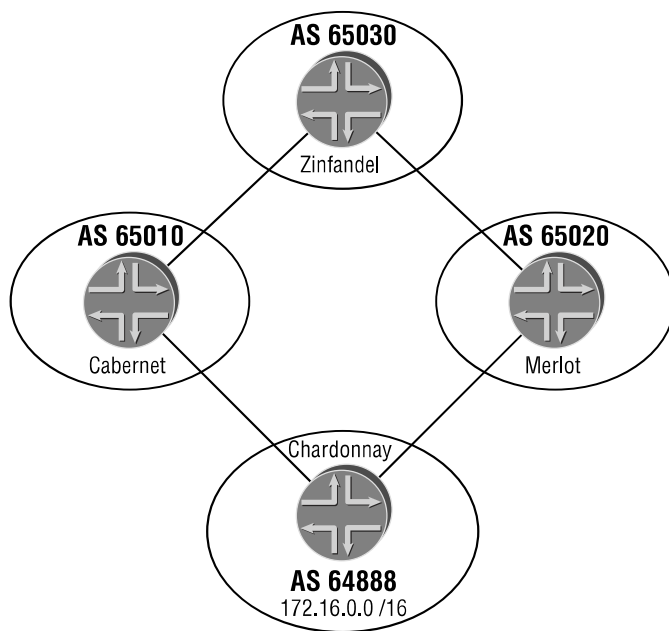 AS 65030
Zinfandel
AS 65010
Cabernet
AS 65020
Merlot
Chardonnay
AS 64888
172.16.0.0 /16